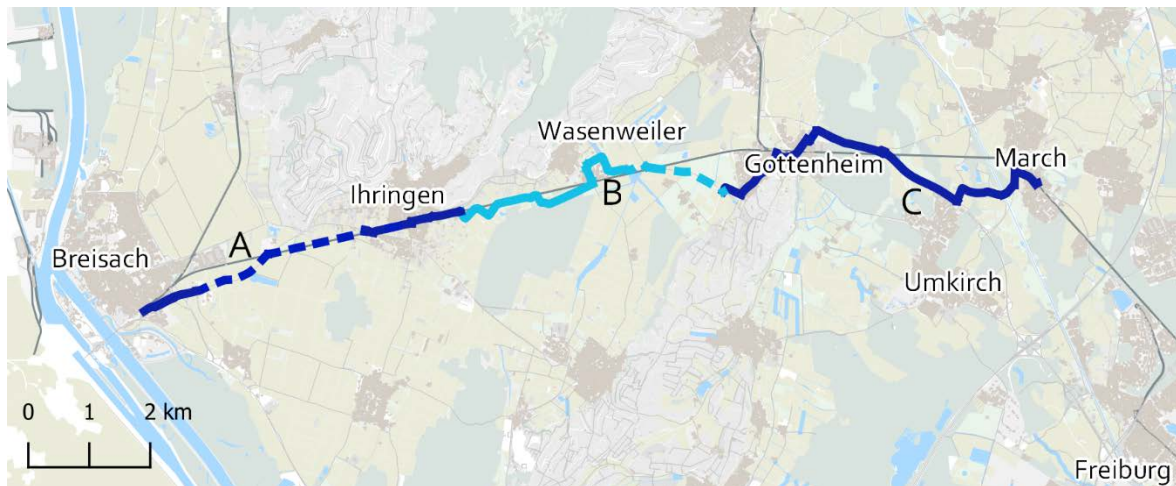 Wasenweiler
Gottenheim
March
Ihringen
B
C
A
Breisach
Umkirch
0 1 2 km
Freiburg